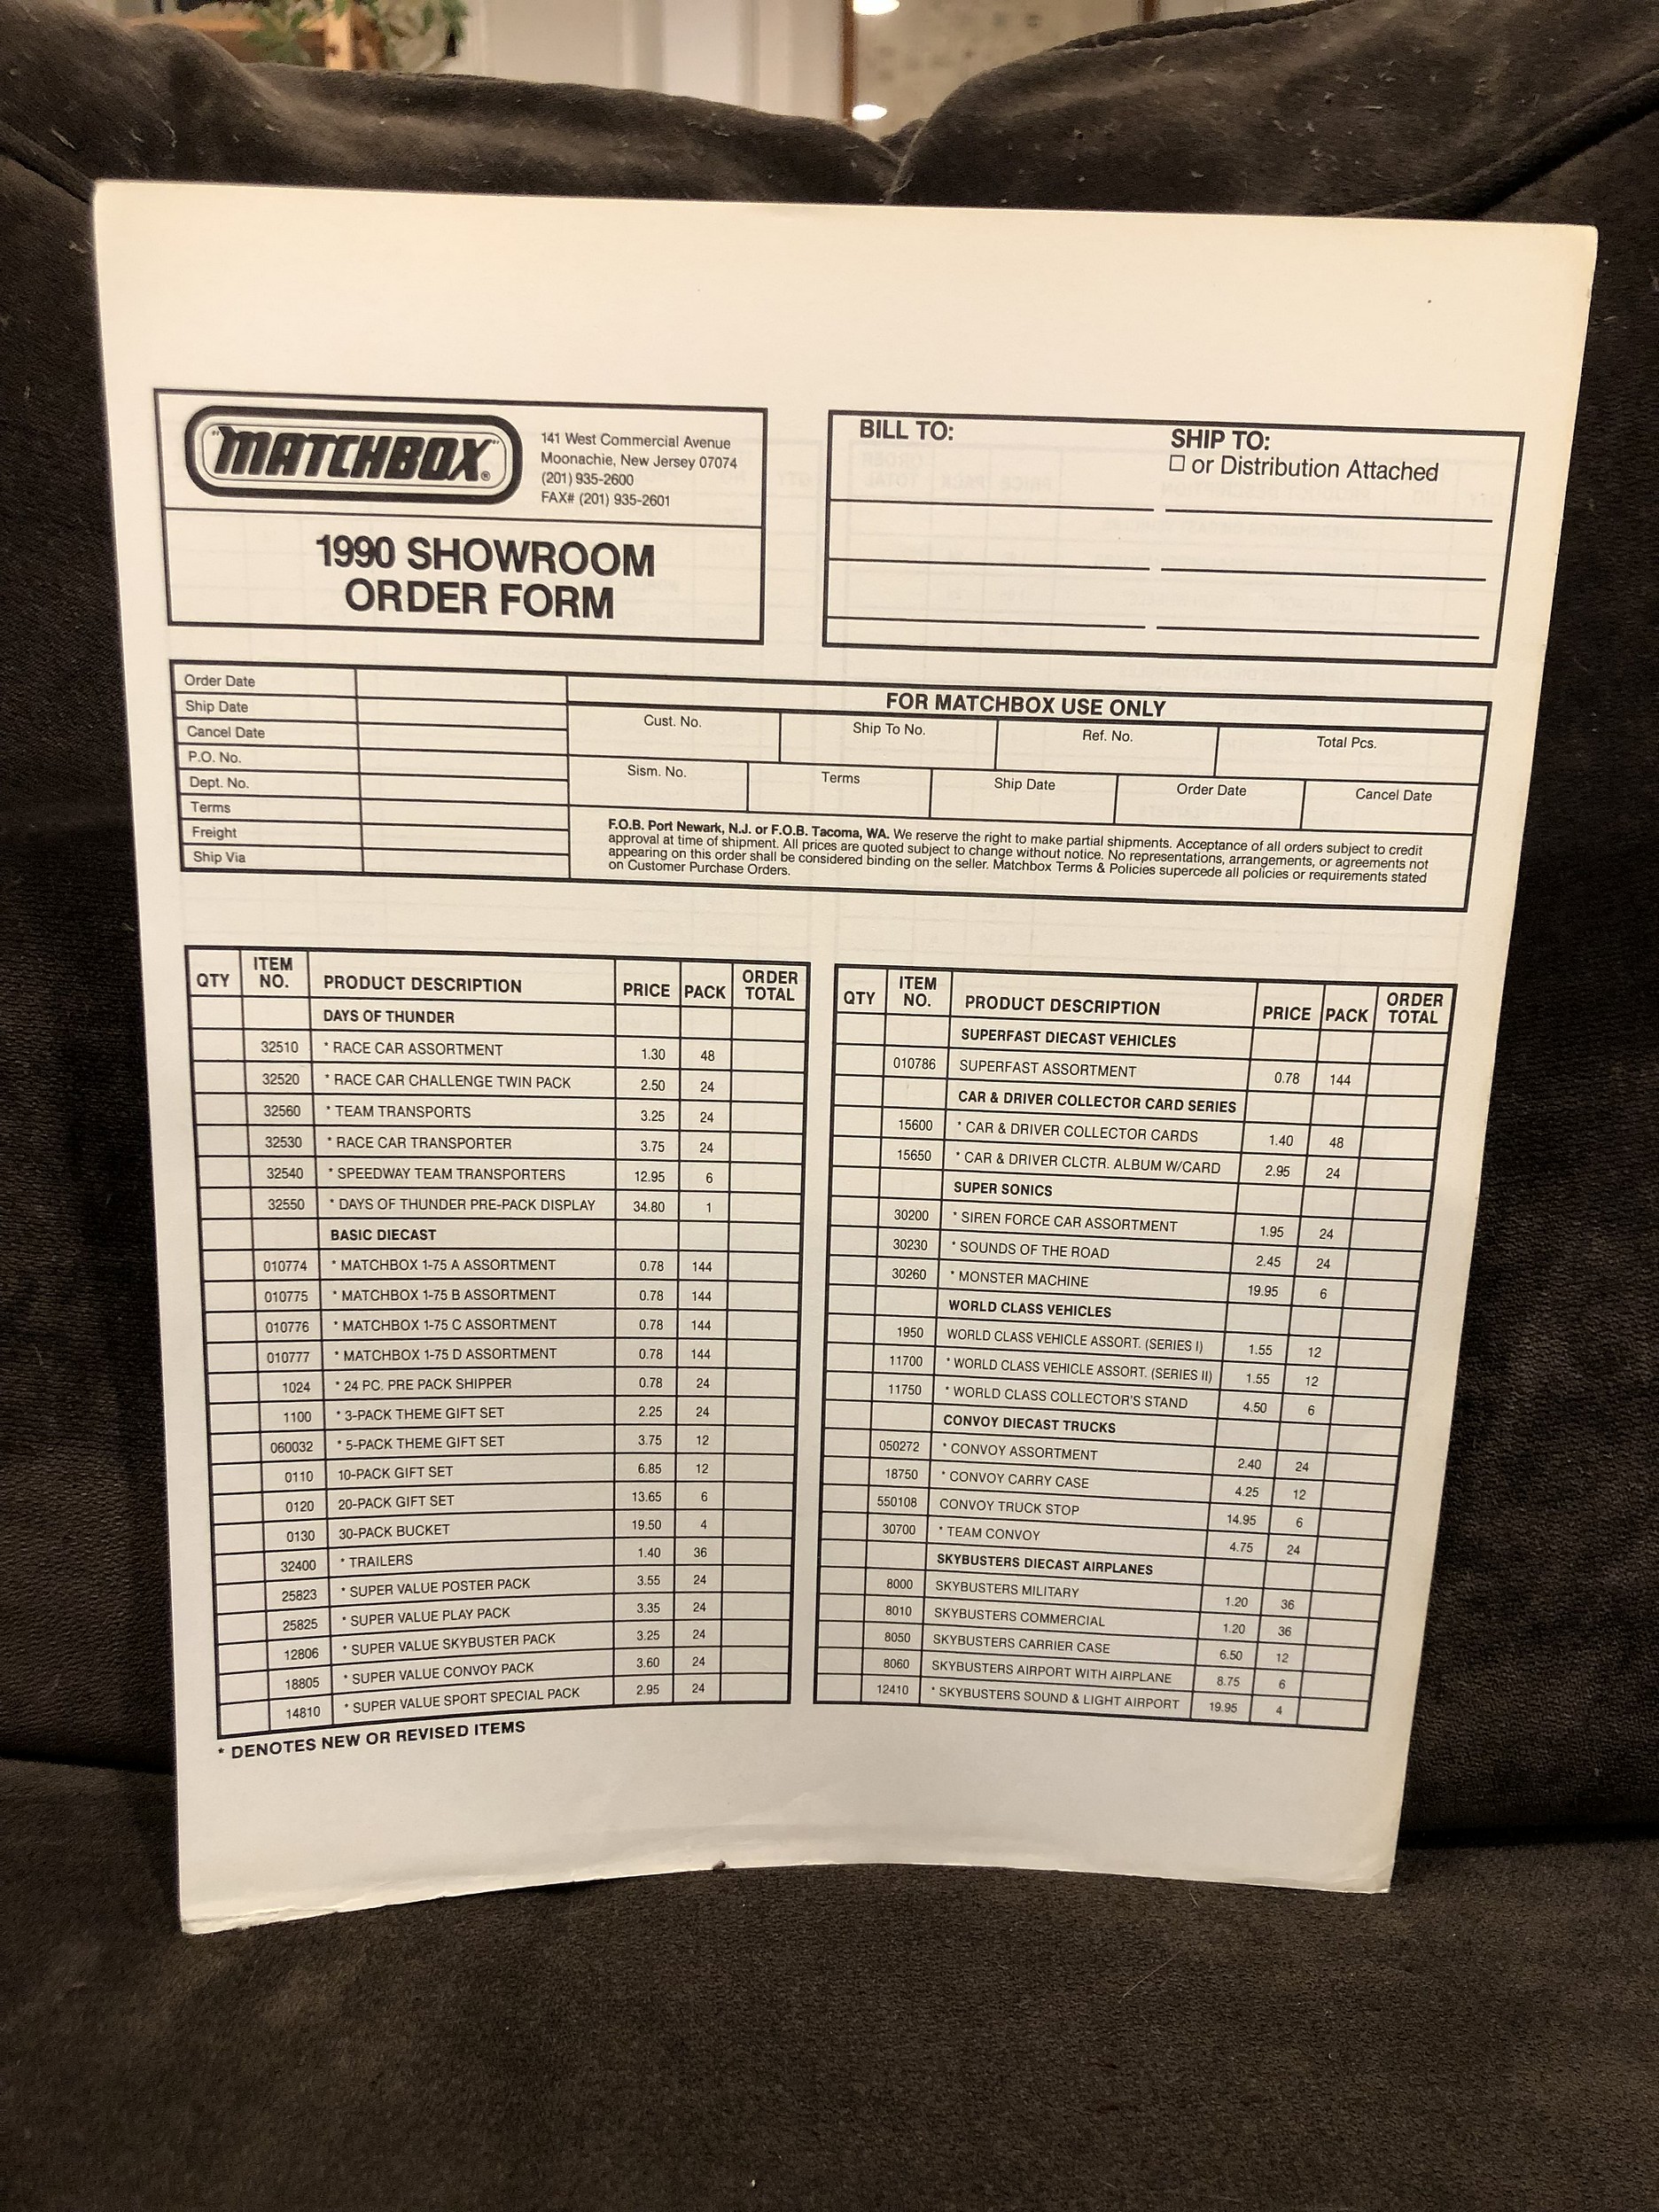 "MATCHBOX"®
141 West Commercial Avenue
Moonachie, New Jersey 07074
(201) 935-2600
FAX# (201) 935-2601
1990 SHOWROOM
ORDER FORM
BILL TO:
SHIP TO:
☐ or Distribution Attached
Order Date
Ship Date
Cancel Date
P.O. No.
Dept. No.
Terms
Freight
Ship Via
FOR MATCHBOX USE ONLY
Cust. No. Ship To No. Ref. No. Total Pcs.
Slsm. No. Terms Ship Date Order Date Cancel Date
F.O.B. Port Newark, N.J. or F.O.B. Tacoma, WA. We reserve the right to make partial shipments. Acceptance of all orders subject to credit
approval at time of shipment. All prices are quoted subject to change without notice. No representations, arrangements, or agreements not
appearing on this order shall be considered binding on the seller. Matchbox Terms & Policies supercede all policies or requirements stated
on Customer Purchase Orders.
QTY ITEM NO. PRODUCT DESCRIPTION PRICE PACK ORDER TOTAL
DAYS OF THUNDER
32510 * RACE CAR ASSORTMENT 1.30 48
32520 * RACE CAR CHALLENGE TWIN PACK 2.50 24
32560 * TEAM TRANSPORTS 3.25 24
32530 * RACE CAR TRANSPORTER 3.75 24
32540 * SPEEDWAY TEAM TRANSPORTERS 12.95 6
32550 * DAYS OF THUNDER PRE-PACK DISPLAY 34.80 1
BASIC DIECAST
010774 * MATCHBOX 1-75 A ASSORTMENT 0.78 144
010775 * MATCHBOX 1-75 B ASSORTMENT 0.78 144
010776 * MATCHBOX 1-75 C ASSORTMENT 0.78 144
010777 * MATCHBOX 1-75 D ASSORTMENT 0.78 144
1024 * 24 PC. PRE PACK SHIPPER 0.78 24
1100 * 3-PACK THEME GIFT SET 2.25 24
060032 * 5-PACK THEME GIFT SET 3.75 12
0110 10-PACK GIFT SET 6.85 12
0120 20-PACK GIFT SET 13.65 6
0130 30-PACK BUCKET 19.50 4
32400 * TRAILERS 1.40 36
25823 * SUPER VALUE POSTER PACK 3.55 24
25825 * SUPER VALUE PLAY PACK 3.35 24
12806 * SUPER VALUE SKYBUSTER PACK 3.25 24
18805 * SUPER VALUE CONVOY PACK 3.60 24
14810 * SUPER VALUE SPORT SPECIAL PACK 2.95 24
* DENOTES NEW OR REVISED ITEMS
QTY ITEM NO. PRODUCT DESCRIPTION PRICE PACK ORDER TOTAL
SUPERFAST DIECAST VEHICLES
010786 SUPERFAST ASSORTMENT 0.78 144
CAR & DRIVER COLLECTOR CARD SERIES
15600 * CAR & DRIVER COLLECTOR CARDS 1.40 48
15650 * CAR & DRIVER CLCTR. ALBUM W/CARD 2.95 24
SUPER SONICS
30200 * SIREN FORCE CAR ASSORTMENT 1.95 24
30230 * SOUNDS OF THE ROAD 2.45 24
30260 * MONSTER MACHINE 19.95 6
WORLD CLASS VEHICLES
1950 WORLD CLASS VEHICLE ASSORT. (SERIES I) 1.55 12
11700 * WORLD CLASS VEHICLE ASSORT. (SERIES II) 1.55 12
11750 * WORLD CLASS COLLECTOR'S STAND 4.50 6
CONVOY DIECAST TRUCKS
050272 * CONVOY ASSORTMENT 2.40 24
18750 * CONVOY CARRY CASE 4.25 12
550108 CONVOY TRUCK STOP 14.95 6
30700 * TEAM CONVOY 4.75 24
SKYBUSTERS DIECAST AIRPLANES
8000 SKYBUSTERS MILITARY 1.20 36
8010 SKYBUSTERS COMMERCIAL 1.20 36
8050 SKYBUSTERS CARRIER CASE 6.50 12
8060 SKYBUSTERS AIRPORT WITH AIRPLANE 8.75 6
12410 * SKYBUSTERS SOUND & LIGHT AIRPORT 19.95 4